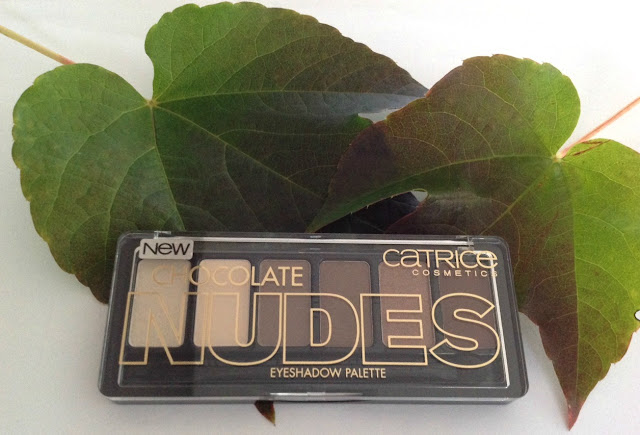 New
CATRICE
COSMETICS
CHOCOLATE
NUDES
EYESHADOW PALETTE